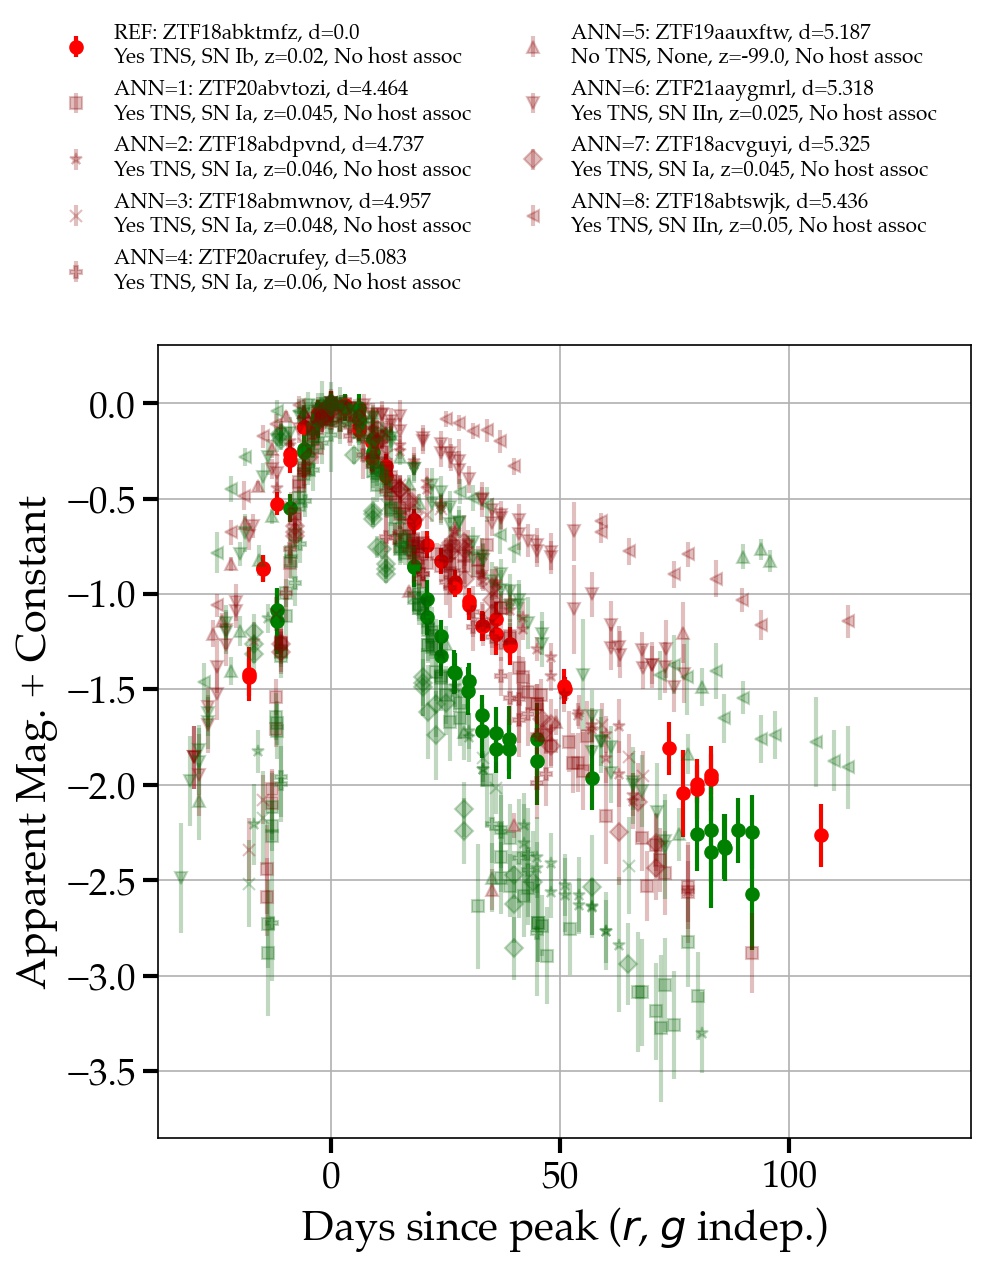 REF: ZTF18abktmfz, d=0.0
Yes TNS, SN Ib, z=0.02, No host assoc
ANN=1: ZTF20abvtozi, d=4.464
Yes TNS, SN Ia, z=0.045, No host assoc
ANN=2: ZTF18abdpvnd, d=4.737
Yes TNS, SN Ia, z=0.046, No host assoc
ANN=3: ZTF18abmwnov, d=4.957
Yes TNS, SN Ia, z=0.048, No host assoc
ANN=4: ZTF20acrufey, d=5.083
Yes TNS, SN Ia, z=0.06, No host assoc
ANN=5: ZTF19aauxftw, d=5.187
No TNS, None, z=-99.0, No host assoc
ANN=6: ZTF21aaygmrl, d=5.318
Yes TNS, SN IIn, z=0.025, No host assoc
ANN=7: ZTF18acvguyi, d=5.325
Yes TNS, SN Ia, z=0.045, No host assoc
ANN=8: ZTF19abtswjk, d=5.436
Yes TNS, SN IIn, z=0.05, No host assoc
Apparent Mag. + Constant
0.0
−0.5
−1.0
−1.5
−2.0
−2.5
−3.0
−3.5
0
50
100
Days since peak (r, g indep.)